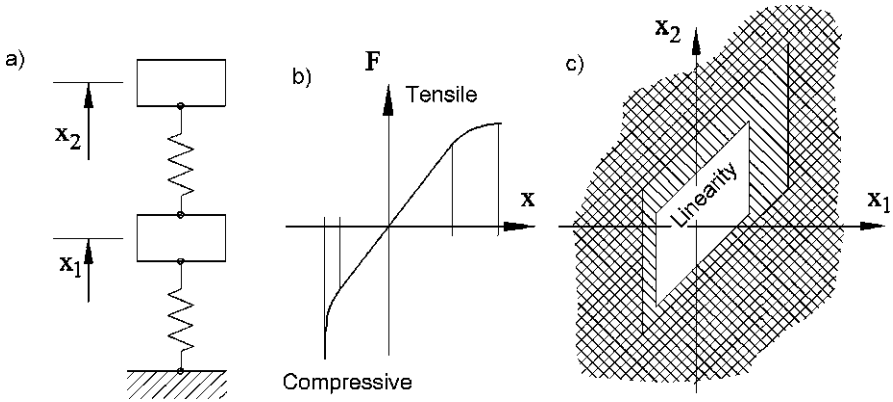 a)
x2
x1
b)
F
Tensile
x
Compressive
c)
x2
Linearity
x1